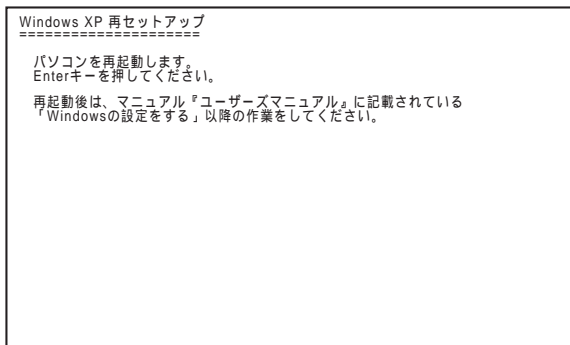 Windows XP 再セットアップ
=====================
パソコンを再起動します。
Enterキーを押してください。
再起動後は、マニュアル『ユーザーズマニュアル』に記載されている
「Windowsの設定をする」以降の作業をしてください。